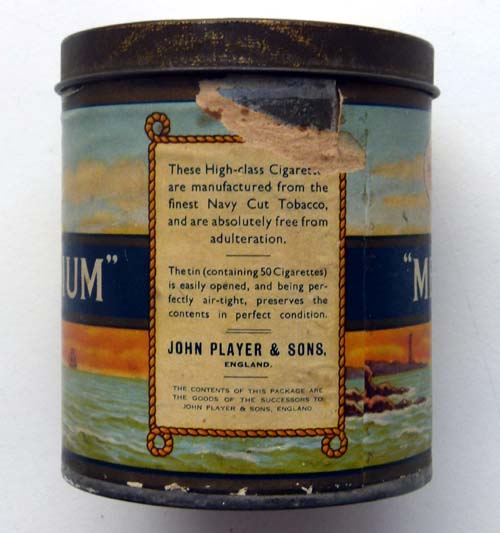 These High-class
are manufactured from the
finest Navy Cut Tobacco,
and are absolutely free from
adulteration.
The tin (containing 50 Cigarettes)
is easily opened, and being per-
fectly air-tight, preserves the
contents in perfect condition.
JOHN PLAYER & SONS,
ENGLAND.
THE CONTENTS OF THIS PACKAGE ARE
THE GOODS OF THE SUCCESSORS TO
JOHN PLAYER & SONS, ENGLAND
IUM"
"M